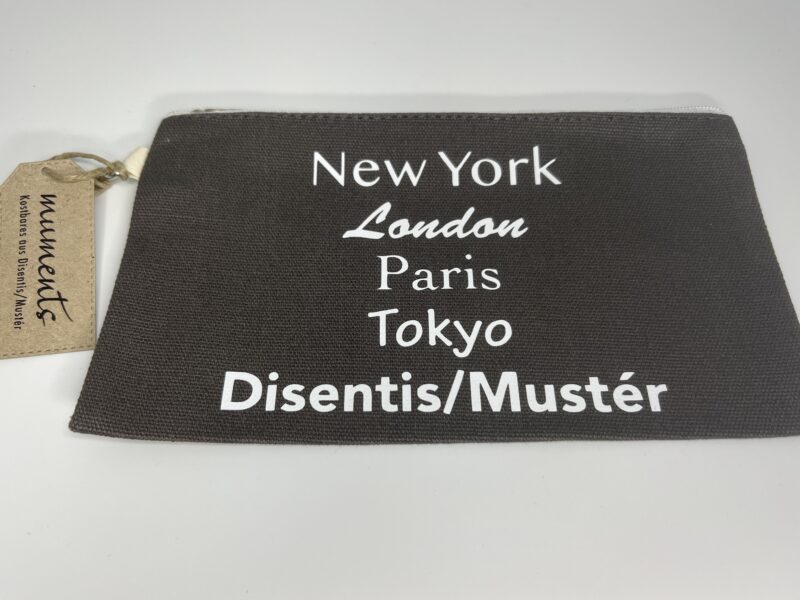 New York
London
Paris
Tokyo
Disentis/Mustér
muments
Kostbares aus Disentis/Mustér